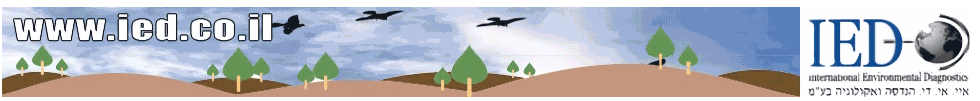 www.ied.co.il
IED
International Environmental Diagnostics
איי. אי. די. הנדסה ואקולוגיה בע"מ